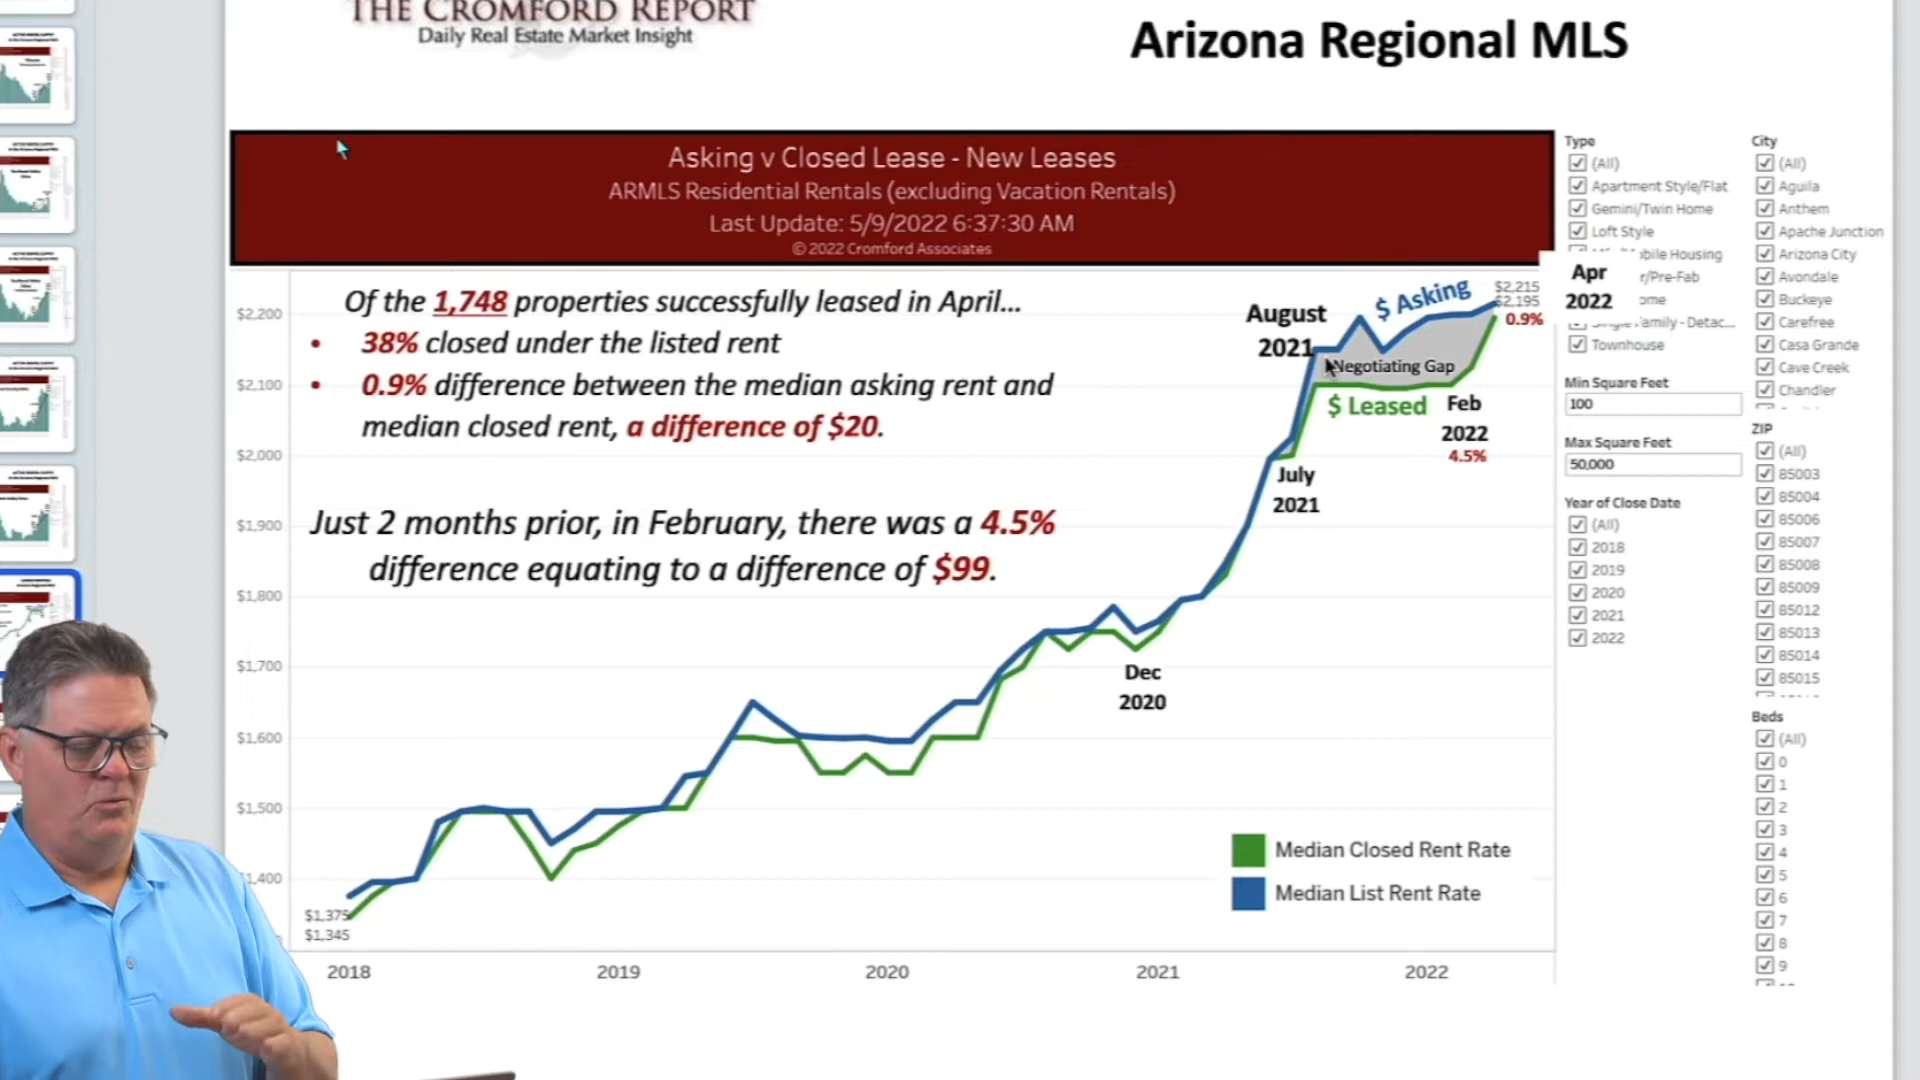 THE CROMFORD REPORT
Daily Real Estate Market Insight
Arizona Regional MLS
Asking v Closed Lease - New Leases
ARMLS Residential Rentals (excluding Vacation Rentals)
Last Update: 5/9/2022 6:37:30 AM
© 2022 Cromford Associates
Of the 1,748 properties successfully leased in April...
• 38% closed under the listed rent
• 0.9% difference between the median asking rent and
median closed rent, a difference of $20.
Just 2 months prior, in February, there was a 4.5%
difference equating to a difference of $99.
$2,200
$2,100
$2,000
$1,900
$1,800
$1,700
$1,600
$1,500
$1,375
$1,345
2018
2019
2020
2021
2022
August
2021
$ Asking
$2,215
$2,195
0.9%
Apr
2022
Negotiating Gap
$ Leased
Feb
2022
4.5%
July
2021
Dec
2020
Median Closed Rent Rate
Median List Rent Rate
Type
(All)
Apartment Style/Flat
Gemini/Twin Home
Loft Style
Townhouse
Min Square Feet
100
Max Square Feet
50,000
Year of Close Date
(All)
2018
2019
2020
2021
2022
City
(All)
Aguila
Anthem
Apache Junction
Arizona City
Avondale
Buckeye
Carefree
Casa Grande
Cave Creek
Chandler
ZIP
(All)
85003
85004
85006
85007
85008
85009
85012
85013
85014
85015
Beds
(All)
0
1
2
3
4
5
6
7
8
9